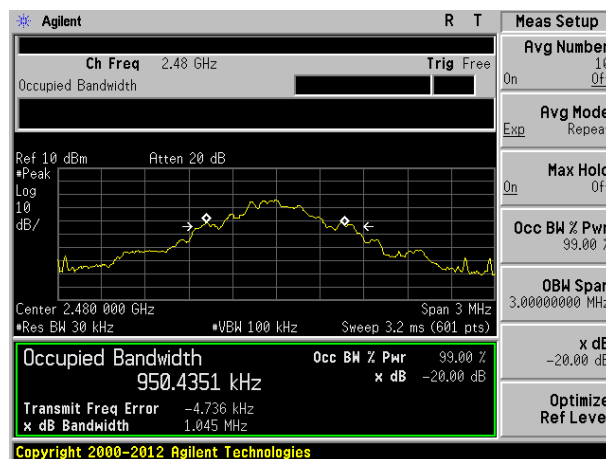 Agilent R T Meas Setup
Ch Freq 2.48 GHz Trig Free
Occupied Bandwidth
Ref 10 dBm Atten 20 dB
#Peak
Log
10
dB/
Center 2.480 000 GHz Span 3 MHz
#Res BW 30 kHz #VBW 100 kHz Sweep 3.2 ms (601 pts)
Occupied Bandwidth Occ BW % Pwr 99.00 %
950.4351 kHz x dB -20.00 dB
Transmit Freq Error -4.736 kHz
x dB Bandwidth 1.045 MHz
Copyright 2000-2012 Agilent Technologies
Avg Number
10
On Of
Avg Mode
Exp Repea
Max Hold
On Of
Occ BW % Pwr
99.00 %
OBW Span
3.00000000 MHz
x dB
-20.00 dB
Optimize
Ref Leve